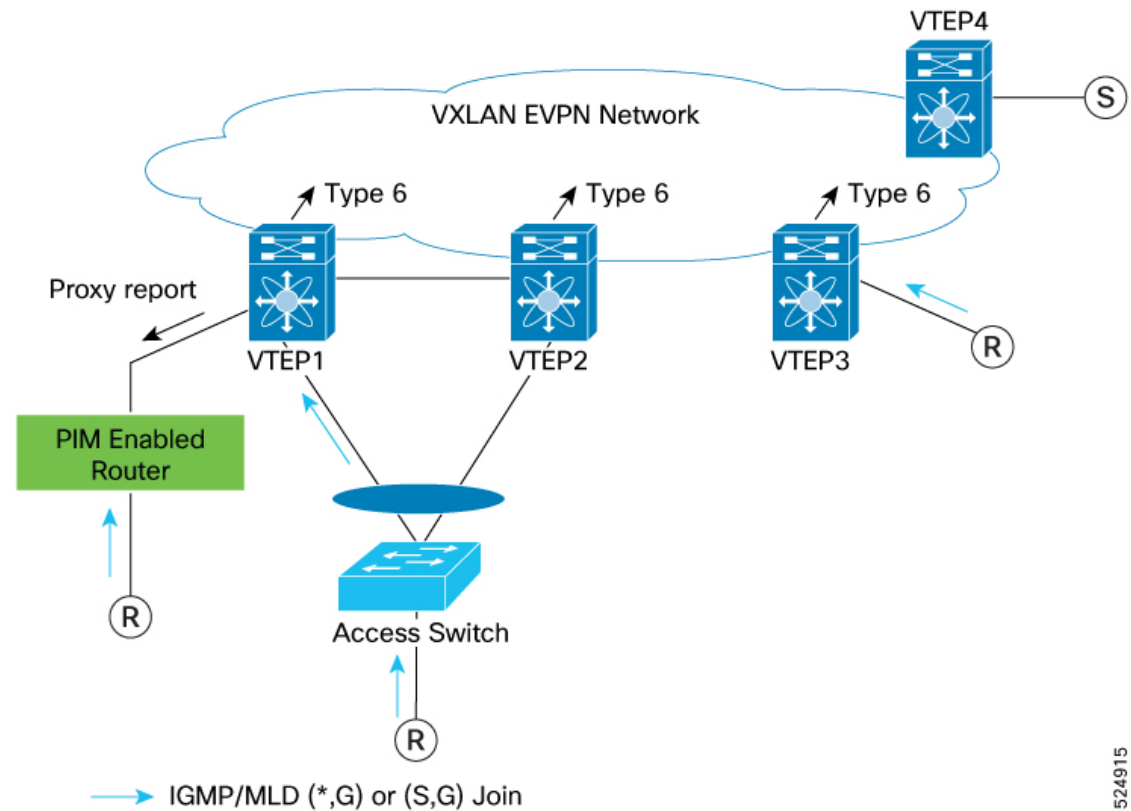 VTEP4
S
VXLAN EVPN Network
Type 6
Type 6
Type 6
Proxy report
VTEP1
VTEP2
VTEP3
R
PIM Enabled
Router
R
Access Switch
R
IGMP/MLD (*,G) or (S,G) Join
524915